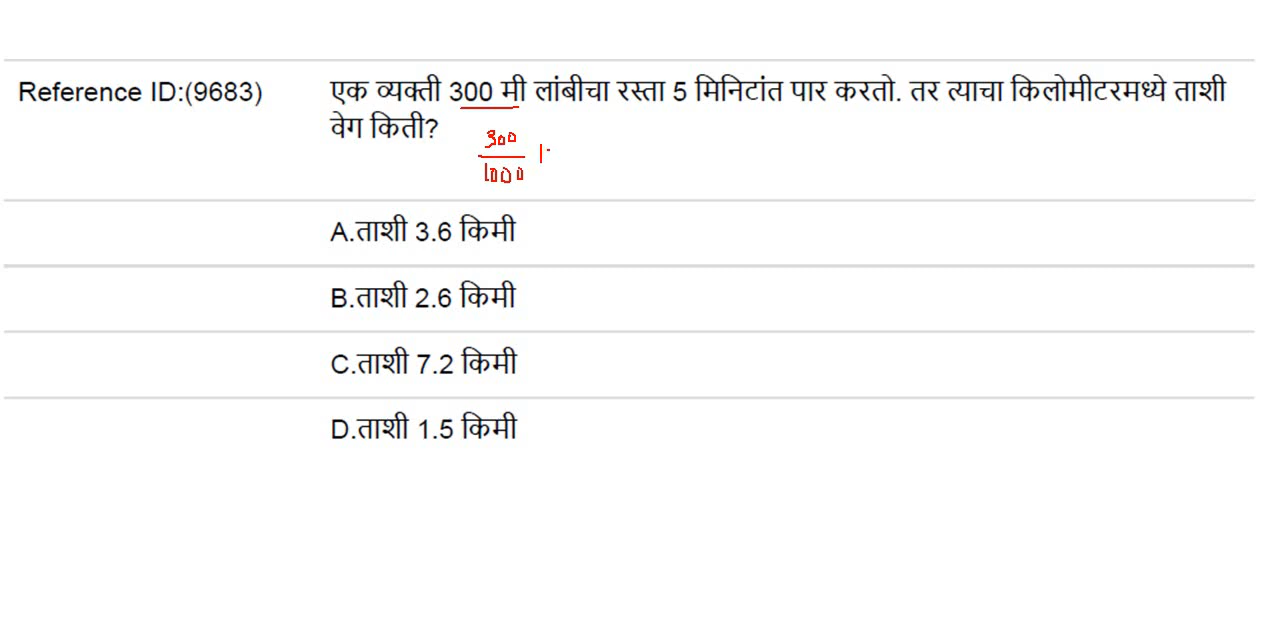 Reference ID:(9683)
एक व्यक्ती 300 मी लांबीचा रस्ता 5 मिनिटांत पार करतो. तर त्याचा किलोमीटरमध्ये ताशी
वेग किती?
300
1000
A.ताशी 3.6 किमी
B.ताशी 2.6 किमी
C.ताशी 7.2 किमी
D.ताशी 1.5 किमी